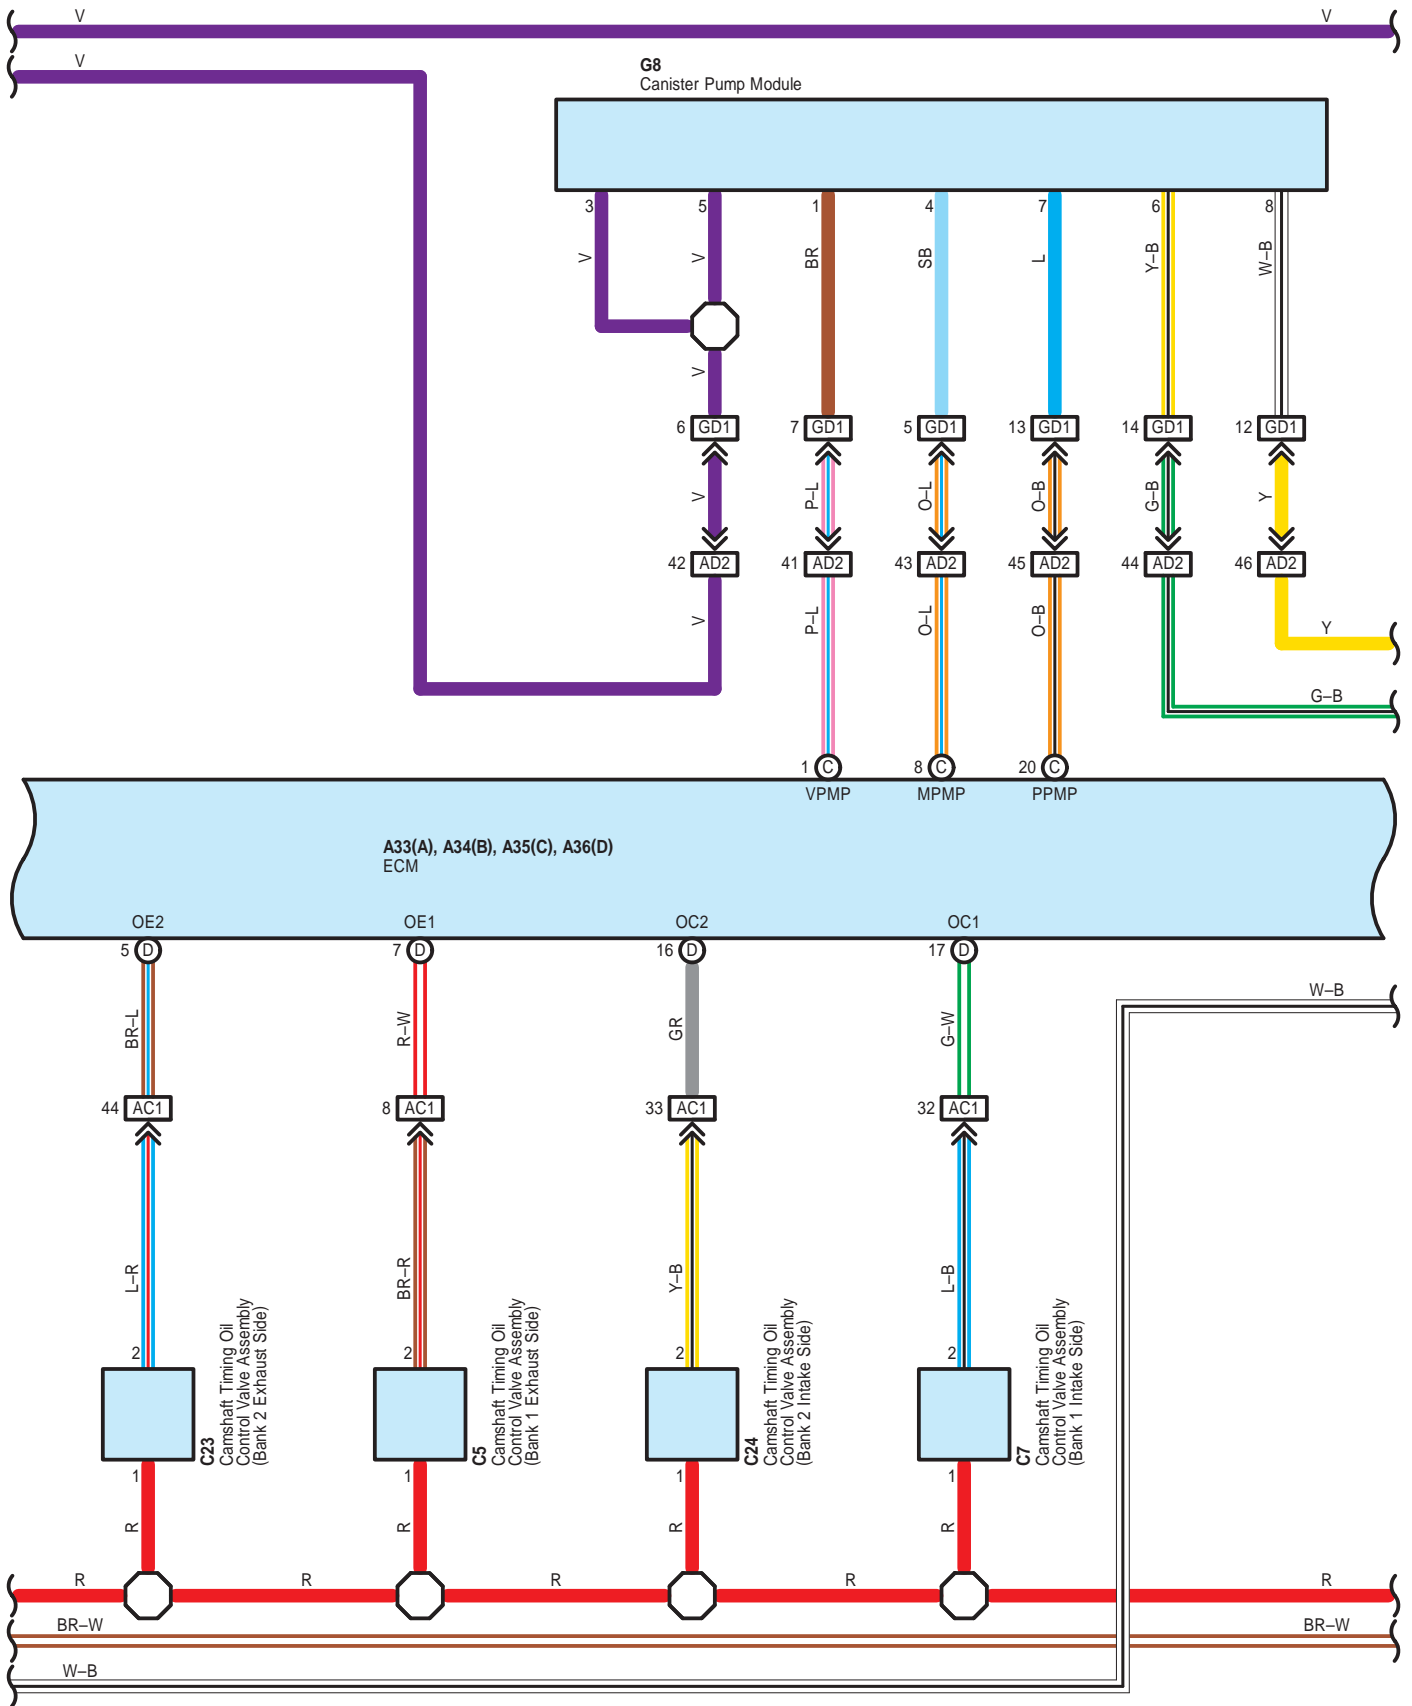 V V
V
G8
Canister Pump Module
3 5 1 4 7 6 8
V V BR SB L Y–B W–B
V
6 GD1 7 GD1 5 GD1 13 GD1 14 GD1 12 GD1
V P–L O–L O–B G–B Y
42 AD2 41 AD2 43 AD2 45 AD2 44 AD2 46 AD2
V P–L O–L O–B
Y
G–B
1 C 8 C 20 C
VPMP MPMP PPMP
A33(A), A34(B), A35(C), A36(D)
ECM
OE2 OE1 OC2 OC1
5 D 7 D 16 D 17 D
W–B
BR–L R–W GR G–W
44 AC1 8 AC1 33 AC1 32 AC1
L–R BR–R Y–B L–B
2 2 2 2
C23
Camshaft Timing Oil
Control Valve Assembly
(Bank 2 Exhaust Side)
C5
Camshaft Timing Oil
Control Valve Assembly
(Bank 1 Exhaust Side)
C24
Camshaft Timing Oil
Control Valve Assembly
(Bank 2 Intake Side)
C7
Camshaft Timing Oil
Control Valve Assembly
(Bank 1 Intake Side)
1 1 1 1
R R R R
R R R R R
BR–W BR–W
W–B